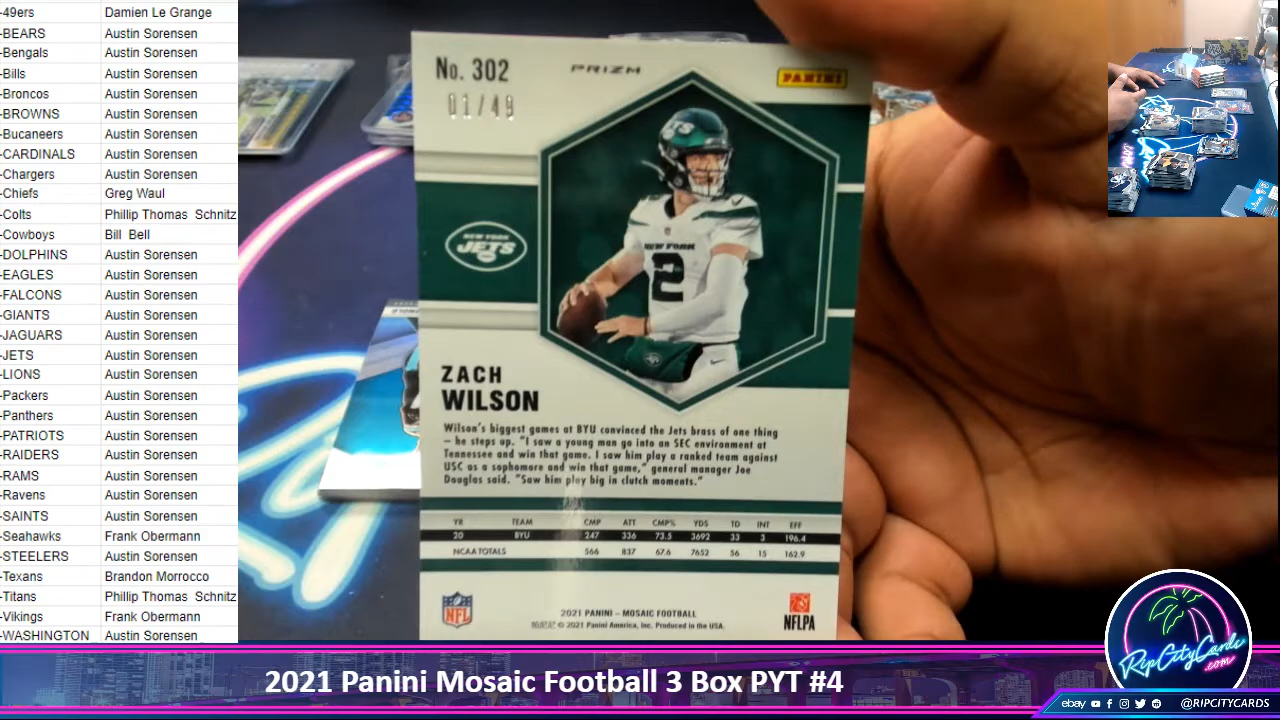 -49ers Damien Le Grange
-BEARS Austin Sorensen
-Bengals Austin Sorensen
-Bills Austin Sorensen
-Broncos Austin Sorensen
-BROWNS Austin Sorensen
-Bucaneers Austin Sorensen
-CARDINALS Austin Sorensen
-Chargers Austin Sorensen
-Chiefs Greg Waul
-Colts Phillip Thomas Schnitz
-Cowboys Bill Bell
-DOLPHINS Austin Sorensen
-EAGLES Austin Sorensen
-FALCONS Austin Sorensen
-GIANTS Austin Sorensen
-JAGUARS Austin Sorensen
-JETS Austin Sorensen
-LIONS Austin Sorensen
-Packers Austin Sorensen
-Panthers Austin Sorensen
-PATRIOTS Austin Sorensen
-RAIDERS Austin Sorensen
-RAMS Austin Sorensen
-Ravens Austin Sorensen
-SAINTS Austin Sorensen
-Seahawks Frank Obermann
-STEELERS Austin Sorensen
-Texans Brandon Morrocco
-Titans Phillip Thomas Schnitz
-Vikings Frank Obermann
-WASHINGTON Austin Sorensen
No. 302
PRIZM
PANINI
01/49
NEW YORK
JETS
NEW YORK
2
ZACH
WILSON
Wilson's biggest games at BYU convinced the Jets brass of one thing
– he steps up. "I saw a young man go into an SEC environment at
Tennessee and win that game. I saw him play a ranked team against
USC as a sophomore and win that game," general manager Joe
Douglas said. "Saw him play big in clutch moments."
YR TEAM CMP ATT CMP% YDS TD INT EFF
20 BYU 247 336 73.5 3692 33 3 196.4
NCAA TOTALS 566 837 67.6 7652 56 15 162.9
NFL
2021 PANINI – MOSAIC FOOTBALL
© 2021 Panini America, Inc. Produced in the USA.
NFLPA
2021 Panini Mosaic Football 3 Box PYT #4
RipCityCards
.com
ebay @RIPCITYCARDS